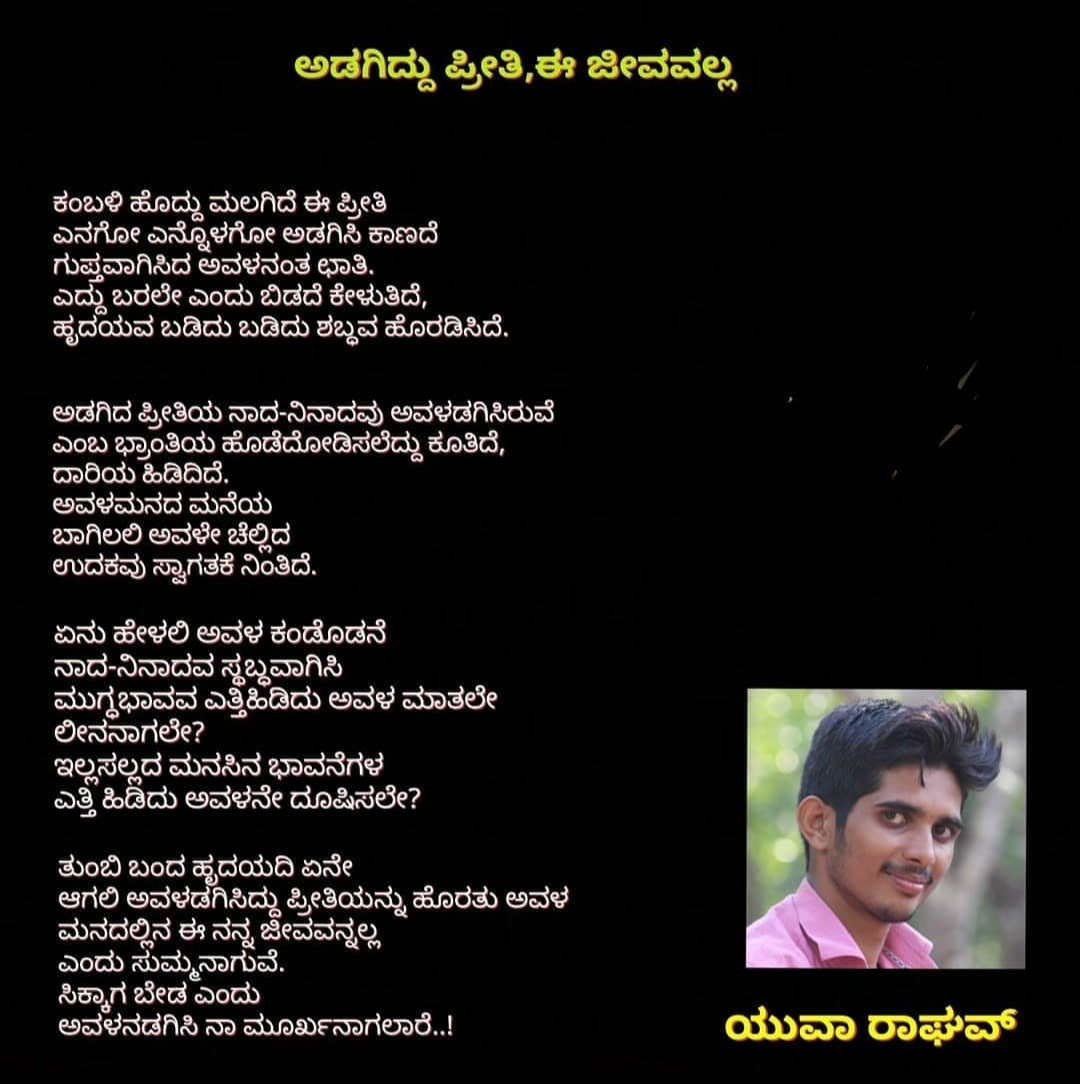 ಅಡಗಿದ್ದು ಪ್ರೀತಿ,ಈ ಜೀವವಲ್ಲ
ಕಂಬಳಿ ಹೊದ್ದು ಮಲಗಿದೆ ಈ ಪ್ರೀತಿ
ಎನಗೋ ಎನ್ನೊಳಗೋ ಅಡಗಿಸಿ ಕಾಣದೆ
ಗುಪ್ತವಾಗಿಸಿದ ಅವಳನಂತ ಛಾತಿ.
ಎದ್ದು ಬರಲೇ ಎಂದು ಬಿಡದೆ ಕೇಳುತಿದೆ,
ಹೃದಯವ ಬಡಿದು ಬಡಿದು ಶಬ್ಧವ ಹೊರಡಿಸಿದೆ.
ಅಡಗಿದ ಪ್ರೀತಿಯ ನಾದ-ನಿನಾದವು ಅವಳಡಗಿಸಿರುವೆ
ಎಂಬ ಭ್ರಾಂತಿಯ ಹೊಡೆದೋಡಿಸಲೆದ್ದು ಕೂತಿದೆ,
ದಾರಿಯ ಹಿಡಿದಿದೆ.
ಅವಳಮನದ ಮನೆಯ
ಬಾಗಿಲಲಿ ಅವಳೇ ಚೆಲ್ಲಿದ
ಉದಕವು ಸ್ವಾಗತಕೆ ನಿಂತಿದೆ.
ಏನು ಹೇಳಲಿ ಅವಳ ಕಂಡೊಡನೆ
ನಾದ-ನಿನಾದವ ಸ್ಥಬ್ಧವಾಗಿಸಿ
ಮುಗ್ಧಭಾವವ ಎತ್ತಿಹಿಡಿದು ಅವಳ ಮಾತಲೇ
ಲೀನನಾಗಲೇ?
ಇಲ್ಲಸಲ್ಲದ ಮನಸಿನ ಭಾವನೆಗಳ
ಎತ್ತಿ ಹಿಡಿದು ಅವಳನೇ ದೂಷಿಸಲೇ?
ತುಂಬಿ ಬಂದ ಹೃದಯದಿ ಏನೇ
ಆಗಲಿ ಅವಳಡಗಿಸಿದ್ದು ಪ್ರೀತಿಯನ್ನು ಹೊರತು ಅವಳ
ಮನದಲ್ಲಿನ ಈ ನನ್ನ ಜೀವವನ್ನಲ್ಲ
ಎಂದು ಸುಮ್ಮನಾಗುವೆ.
ಸಿಕ್ಕಾಗ ಬೇಡ ಎಂದು
ಅವಳನಡಗಿಸಿ ನಾ ಮೂರ್ಖನಾಗಲಾರೆ..!
ಯುವಾ ರಾಘವ್